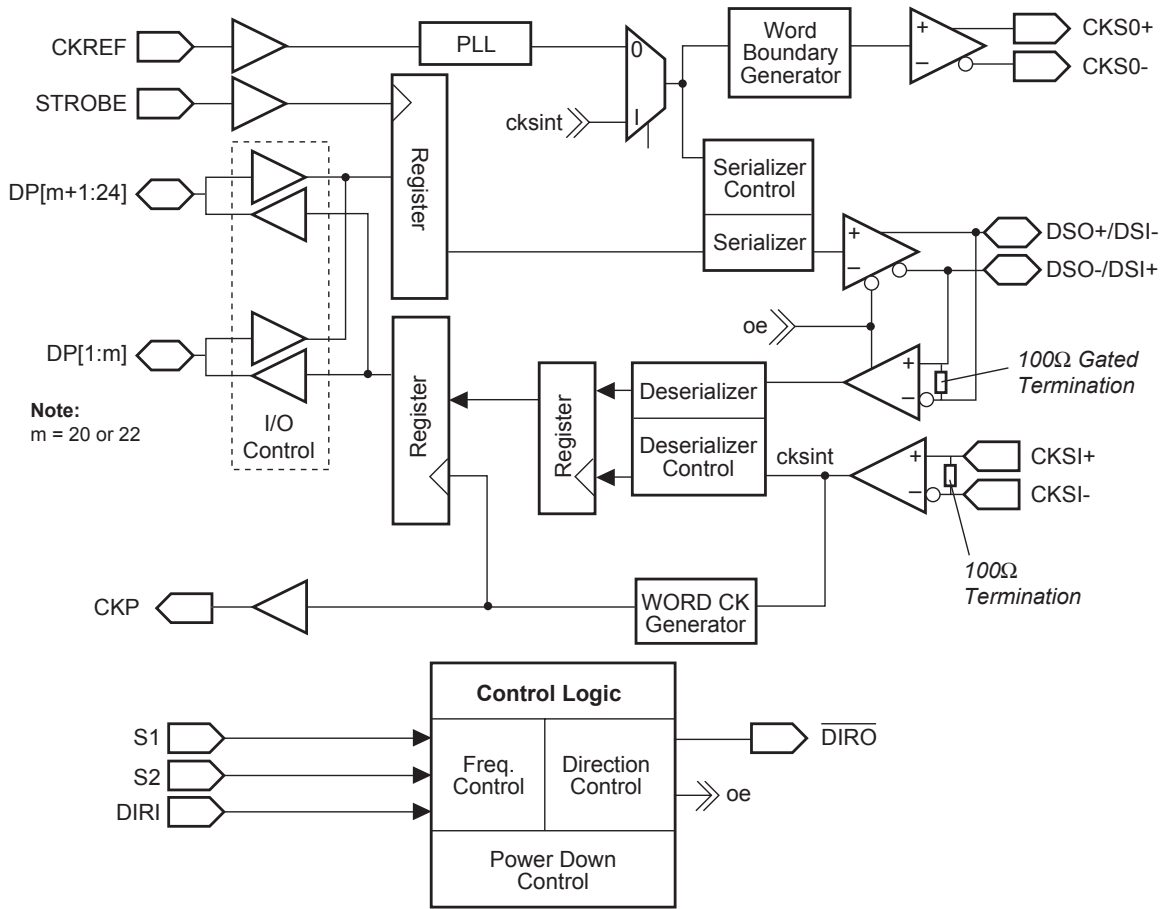 CKREF
PLL
0
Word
Boundary
Generator
+
−
CKS0+
CKS0-
STROBE
cksint
I
Register
Serializer
Control
Serializer
DP[m+1:24]
+
−
DSO+/DSI-
DSO-/DSI+
oe
DP[1:m]
Note:
m = 20 or 22
I/O
Control
Register
Register
Deserializer
Deserializer
Control
+
−
100Ω Gated
Termination
cksint
+
−
CKSI+
CKSI-
100Ω
Termination
CKP
WORD CK
Generator
Control Logic
S1
S2
DIRI
Freq.
Control
Direction
Control
DIRO
oe
Power Down
Control